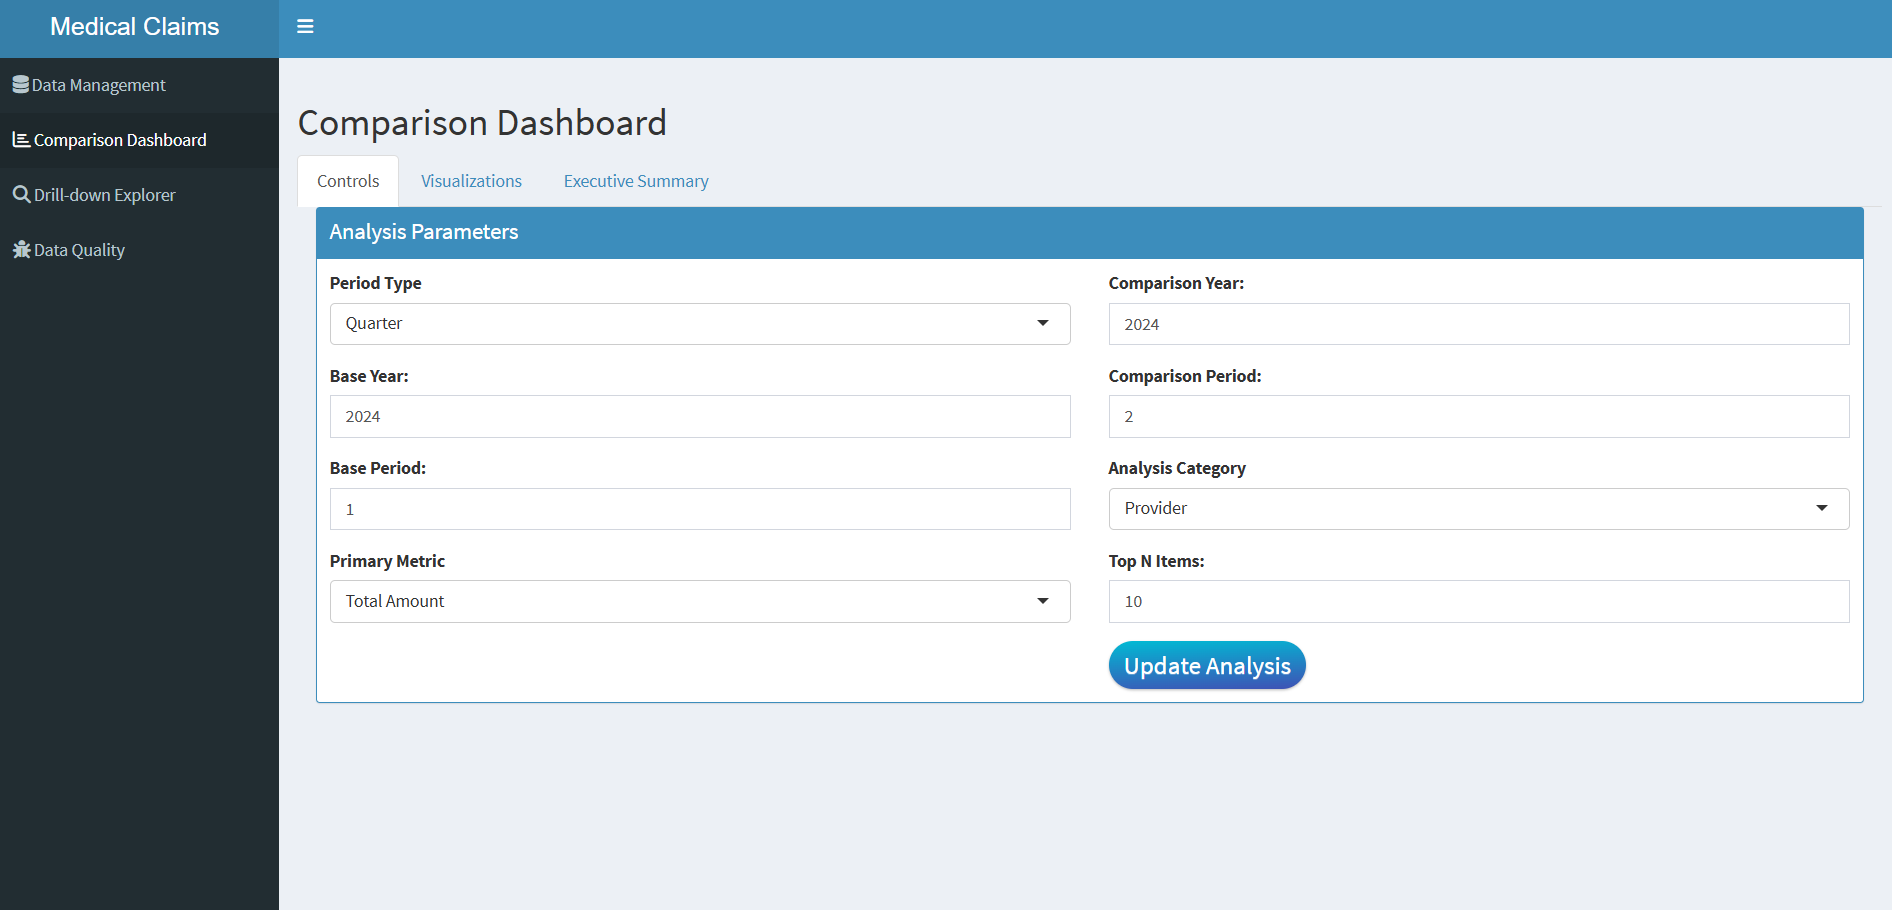 Medical Claims
Data Management
Comparison Dashboard
Drill-down Explorer
Data Quality
Comparison Dashboard
Controls
Visualizations
Executive Summary
Analysis Parameters
Period Type
Quarter
Base Year:
2024
Base Period:
1
Primary Metric
Total Amount
Comparison Year:
2024
Comparison Period:
2
Analysis Category
Provider
Top N Items:
10
Update Analysis